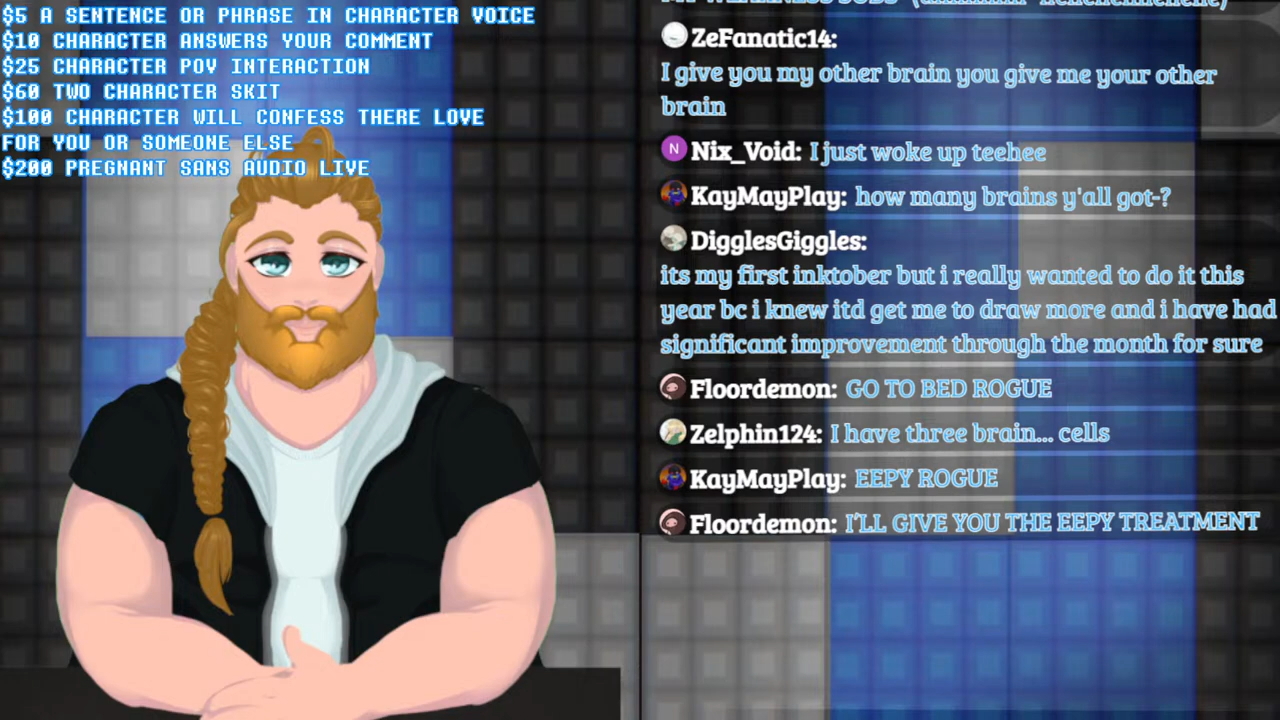 $5 A SENTENCE OR PHRASE IN CHARACTER VOICE
$10 CHARACTER ANSWERS YOUR COMMENT
$25 CHARACTER POV INTERACTION
$60 TWO CHARACTER SKIT
$100 CHARACTER WILL CONFESS THERE LOVE
FOR YOU OR SOMEONE ELSE
$200 PREGNANT SANS AUDIO LIVE
ZeFanatic14:
I give you my other brain you give me your other
brain
N Nix_Void: I just woke up teehee
KayMayPlay: how many brains y'all got-?
DigglesGiggles:
its my first inktober but i really wanted to do it this
year bc i knew itd get me to draw more and i have had
significant improvement through the month for sure
Floordemon: GO TO BED ROGUE
Zelphin124: I have three brain... cells
KayMayPlay: EEPY ROGUE
Floordemon: I'LL GIVE YOU THE EEPY TREATMENT